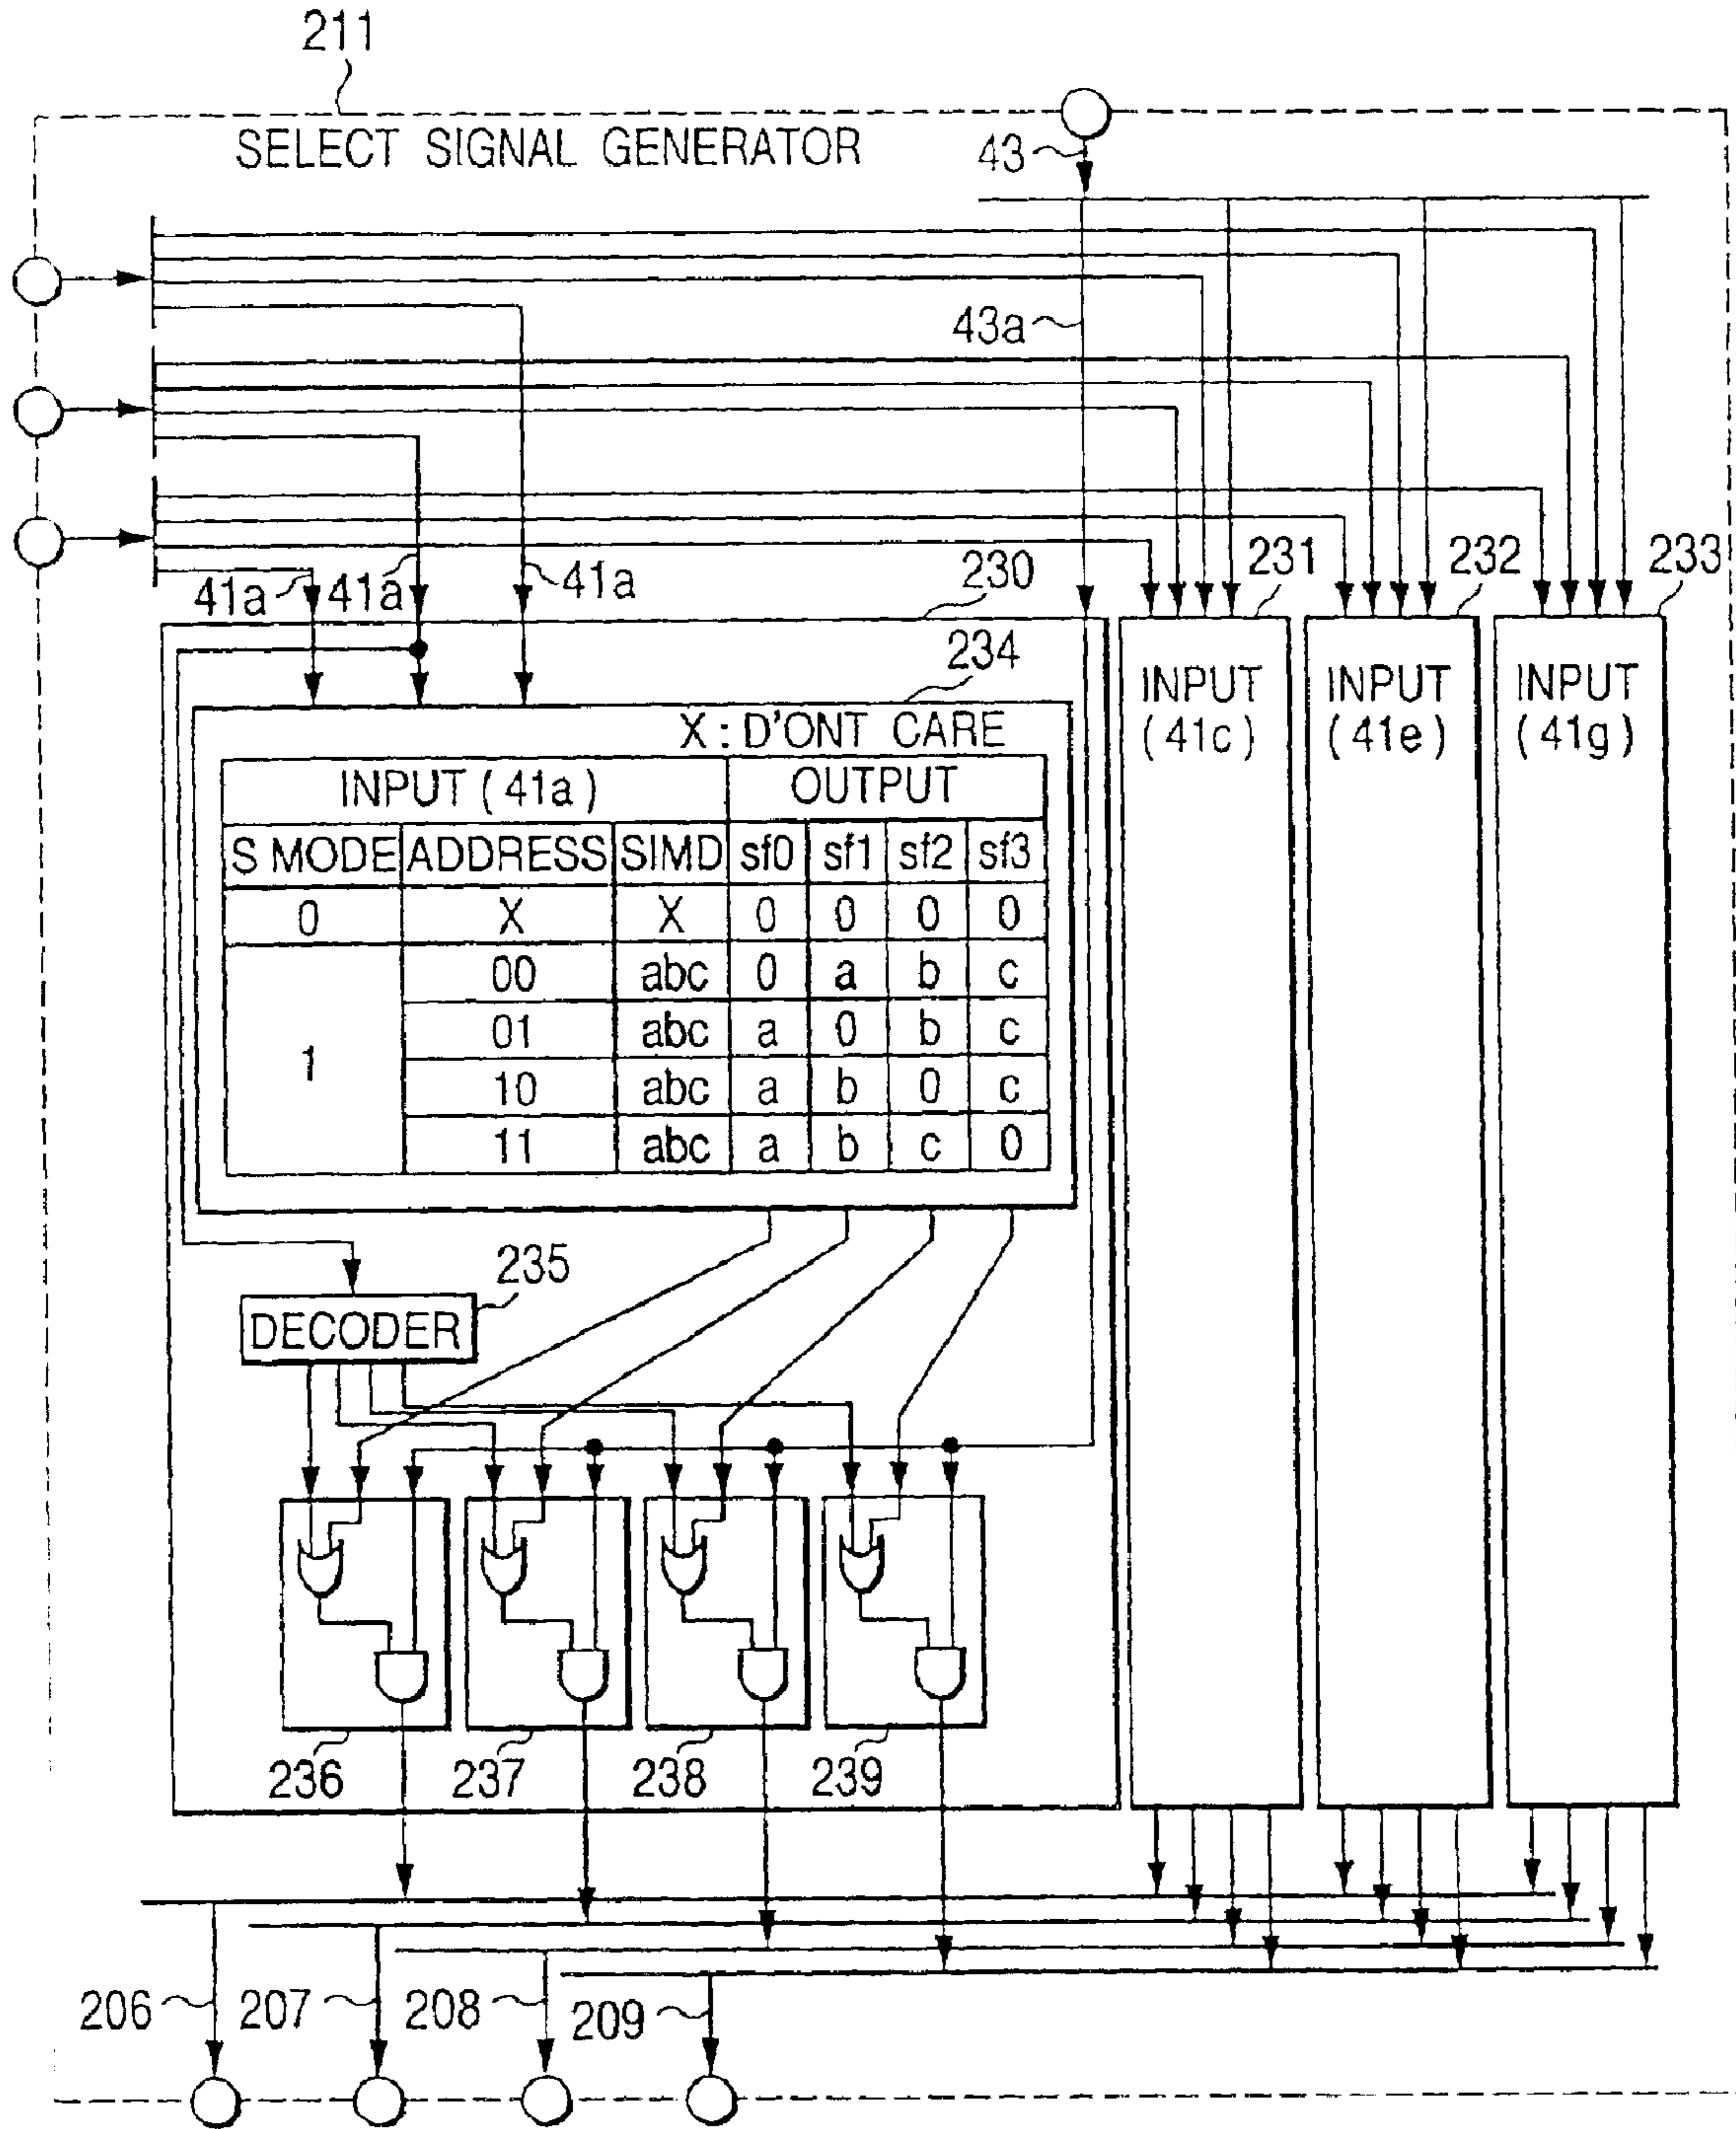 211
SELECT SIGNAL GENERATOR
43
43a
41a 41a 41a 230 231 232 233
234
X : D'ONT CARE
INPUT (41a) OUTPUT
S MODE ADDRESS SIMD sf0 sf1 sf2 sf3
0 X X 0 0 0 0
1
00 abc 0 a b c
01 abc a 0 b c
10 abc a b 0 c
11 abc a b c 0
INPUT
(41c)
INPUT
(41e)
INPUT
(41g)
235
DECODER
236 237 238 239
206 207 208 209